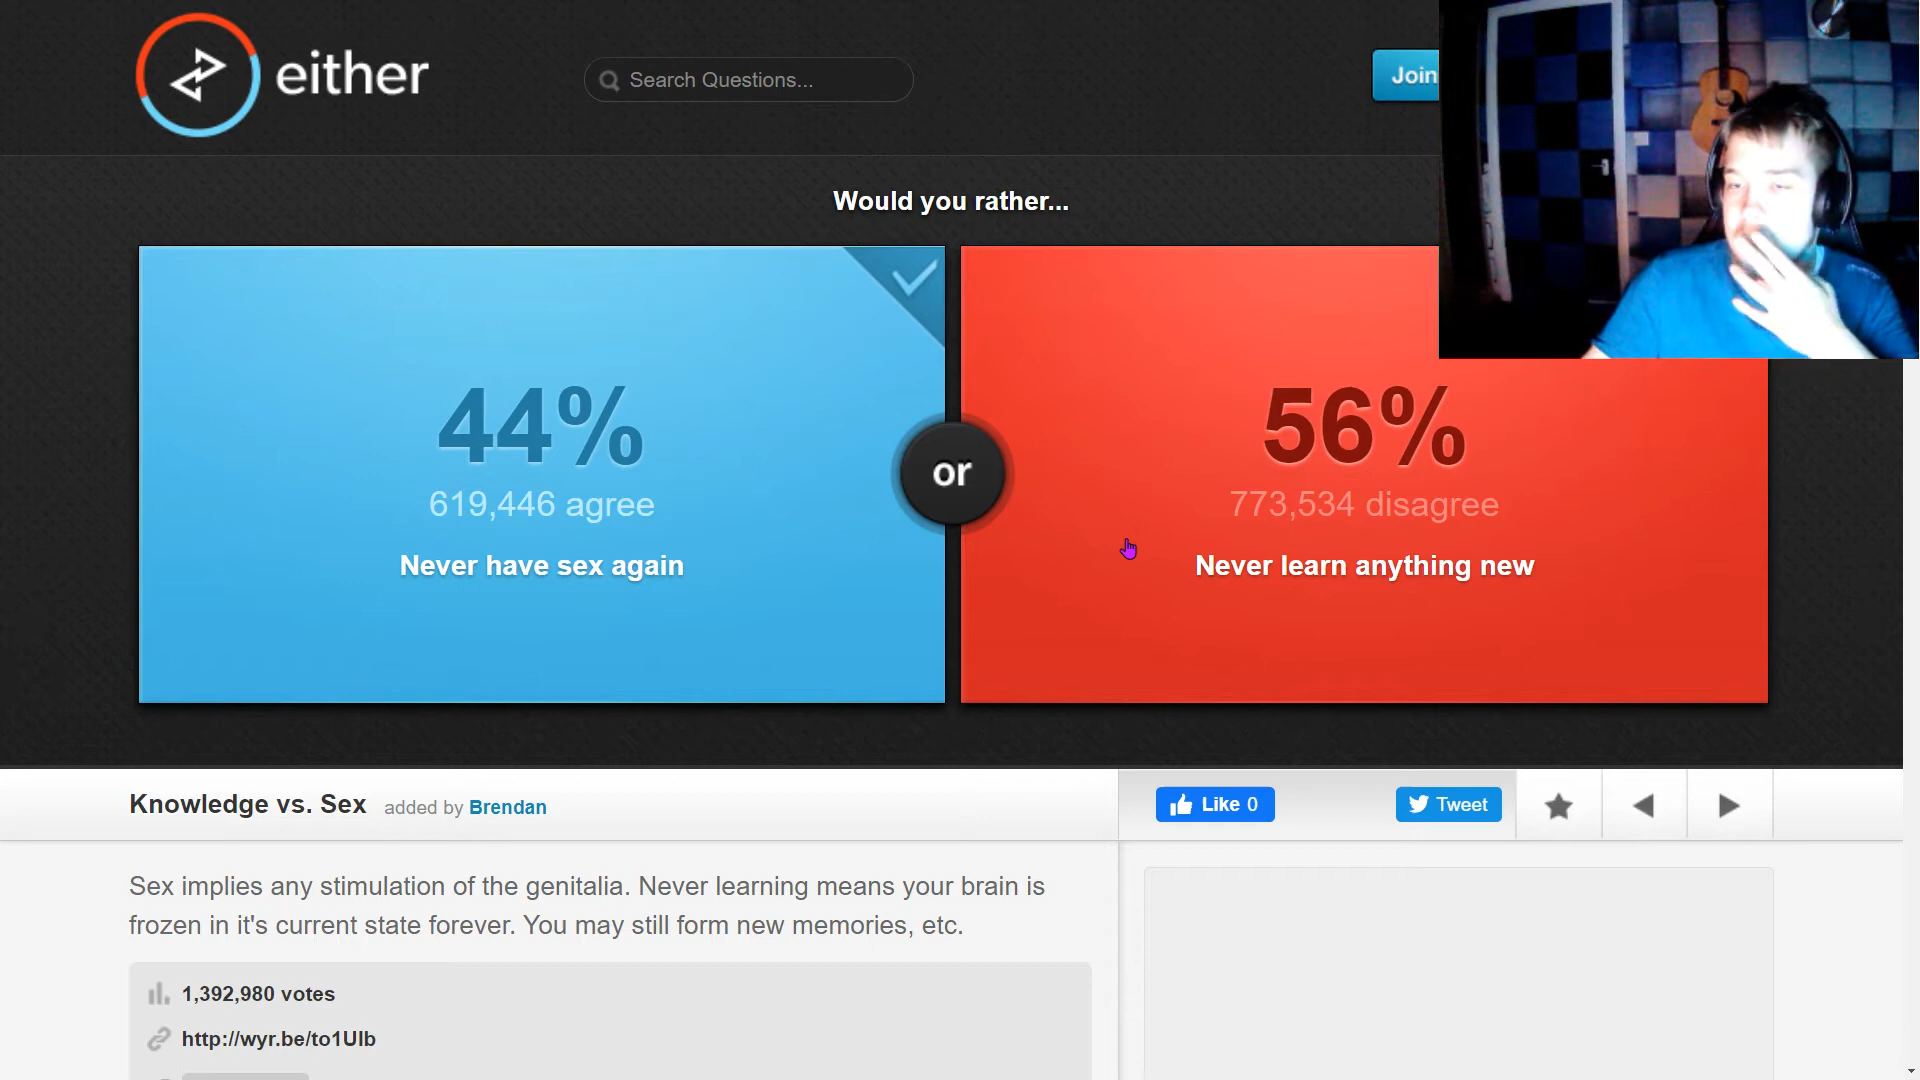 either
Search Questions...
Join
Would you rather...
44%
619,446 agree
Never have sex again
or
56%
773,534 disagree
Never learn anything new
Knowledge vs. Sex added by Brendan
Like 0
Tweet
Sex implies any stimulation of the genitalia. Never learning means your brain is
frozen in it's current state forever. You may still form new memories, etc.
1,392,980 votes
http://wyr.be/to1UIb